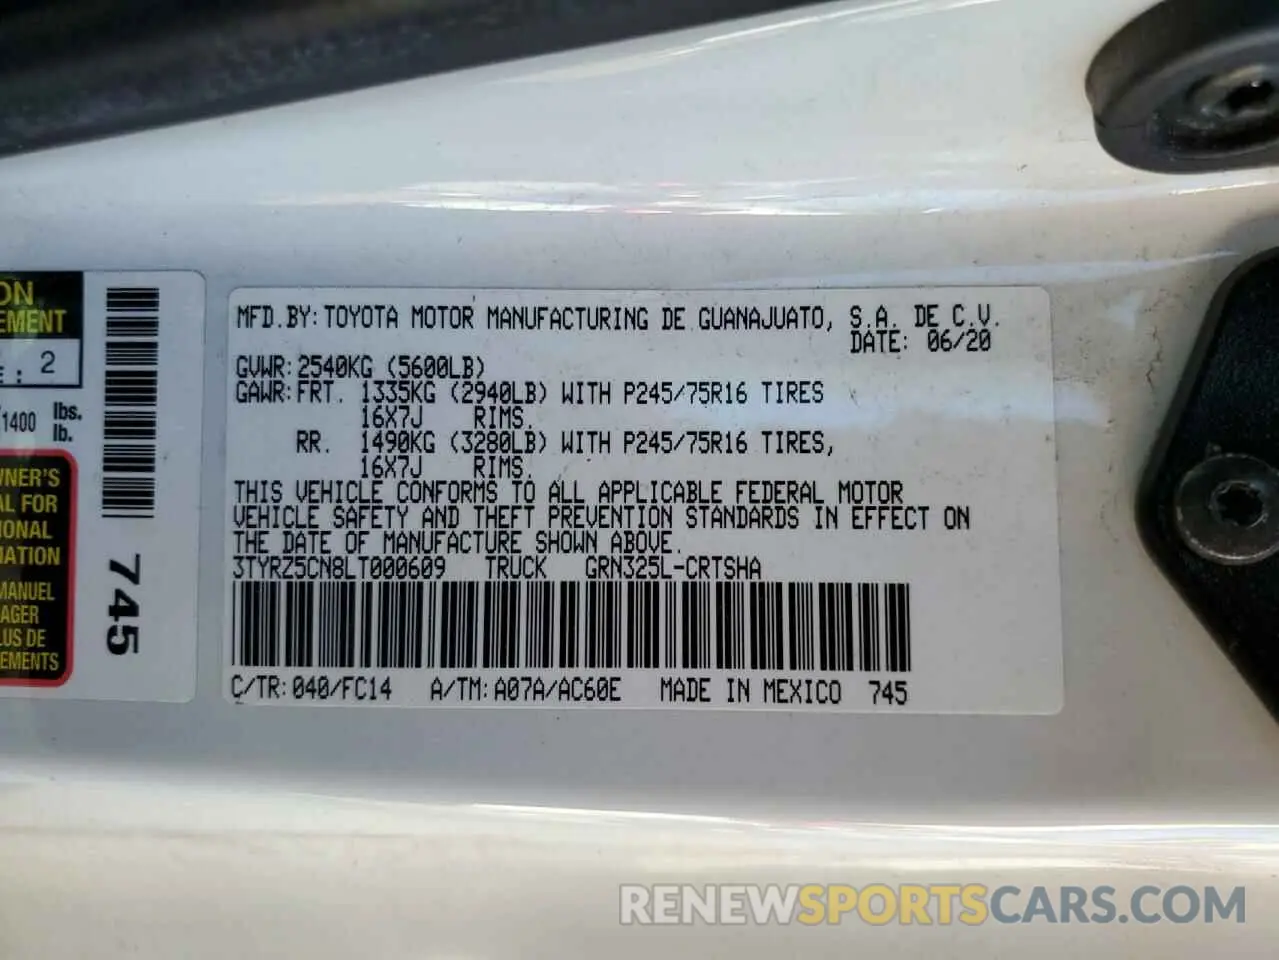 MFD.BY:TOYOTA MOTOR MANUFACTURING DE GUANAJUATO, S.A. DE C.V.
DATE: 06/20
GVWR:2540KG (5600LB)
GAWR:FRT. 1335KG (2940LB) WITH P245/75R16 TIRES
16X7J RIMS.
RR. 1490KG (3280LB) WITH P245/75R16 TIRES,
16X7J RIMS.
THIS VEHICLE CONFORMS TO ALL APPLICABLE FEDERAL MOTOR
VEHICLE SAFETY AND THEFT PREVENTION STANDARDS IN EFFECT ON
THE DATE OF MANUFACTURE SHOWN ABOVE.
3TYRZ5CN8LT000609 TRUCK GRN325L-CRTSHA
C/TR:040/FC14 A/TM:A07A/AC60E MADE IN MEXICO 745
ON
EMENT
E: 2
1400 lbs.
lb.
WNER'S
AL FOR
IONAL
MATION
MANUEL
AGER
LUS DE
EMENTS
745
RENEWSPORTSCARS.COM